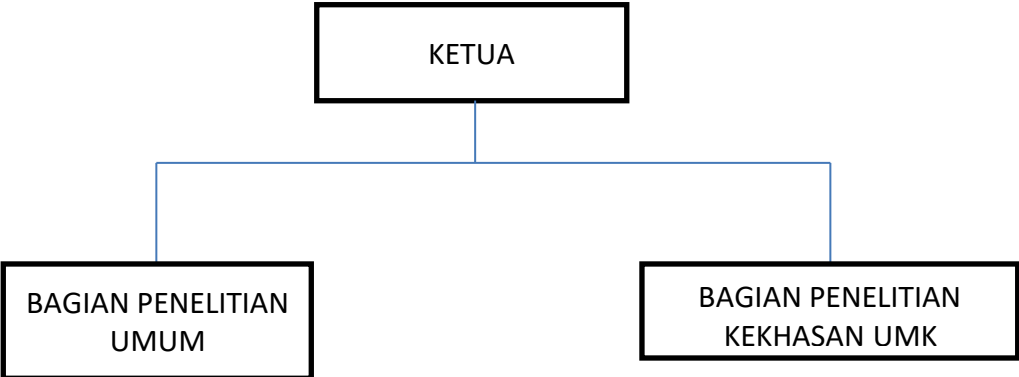 KETUA
BAGIAN PENELITIAN
UMUM
BAGIAN PENELITIAN
KEKHASAN UMK